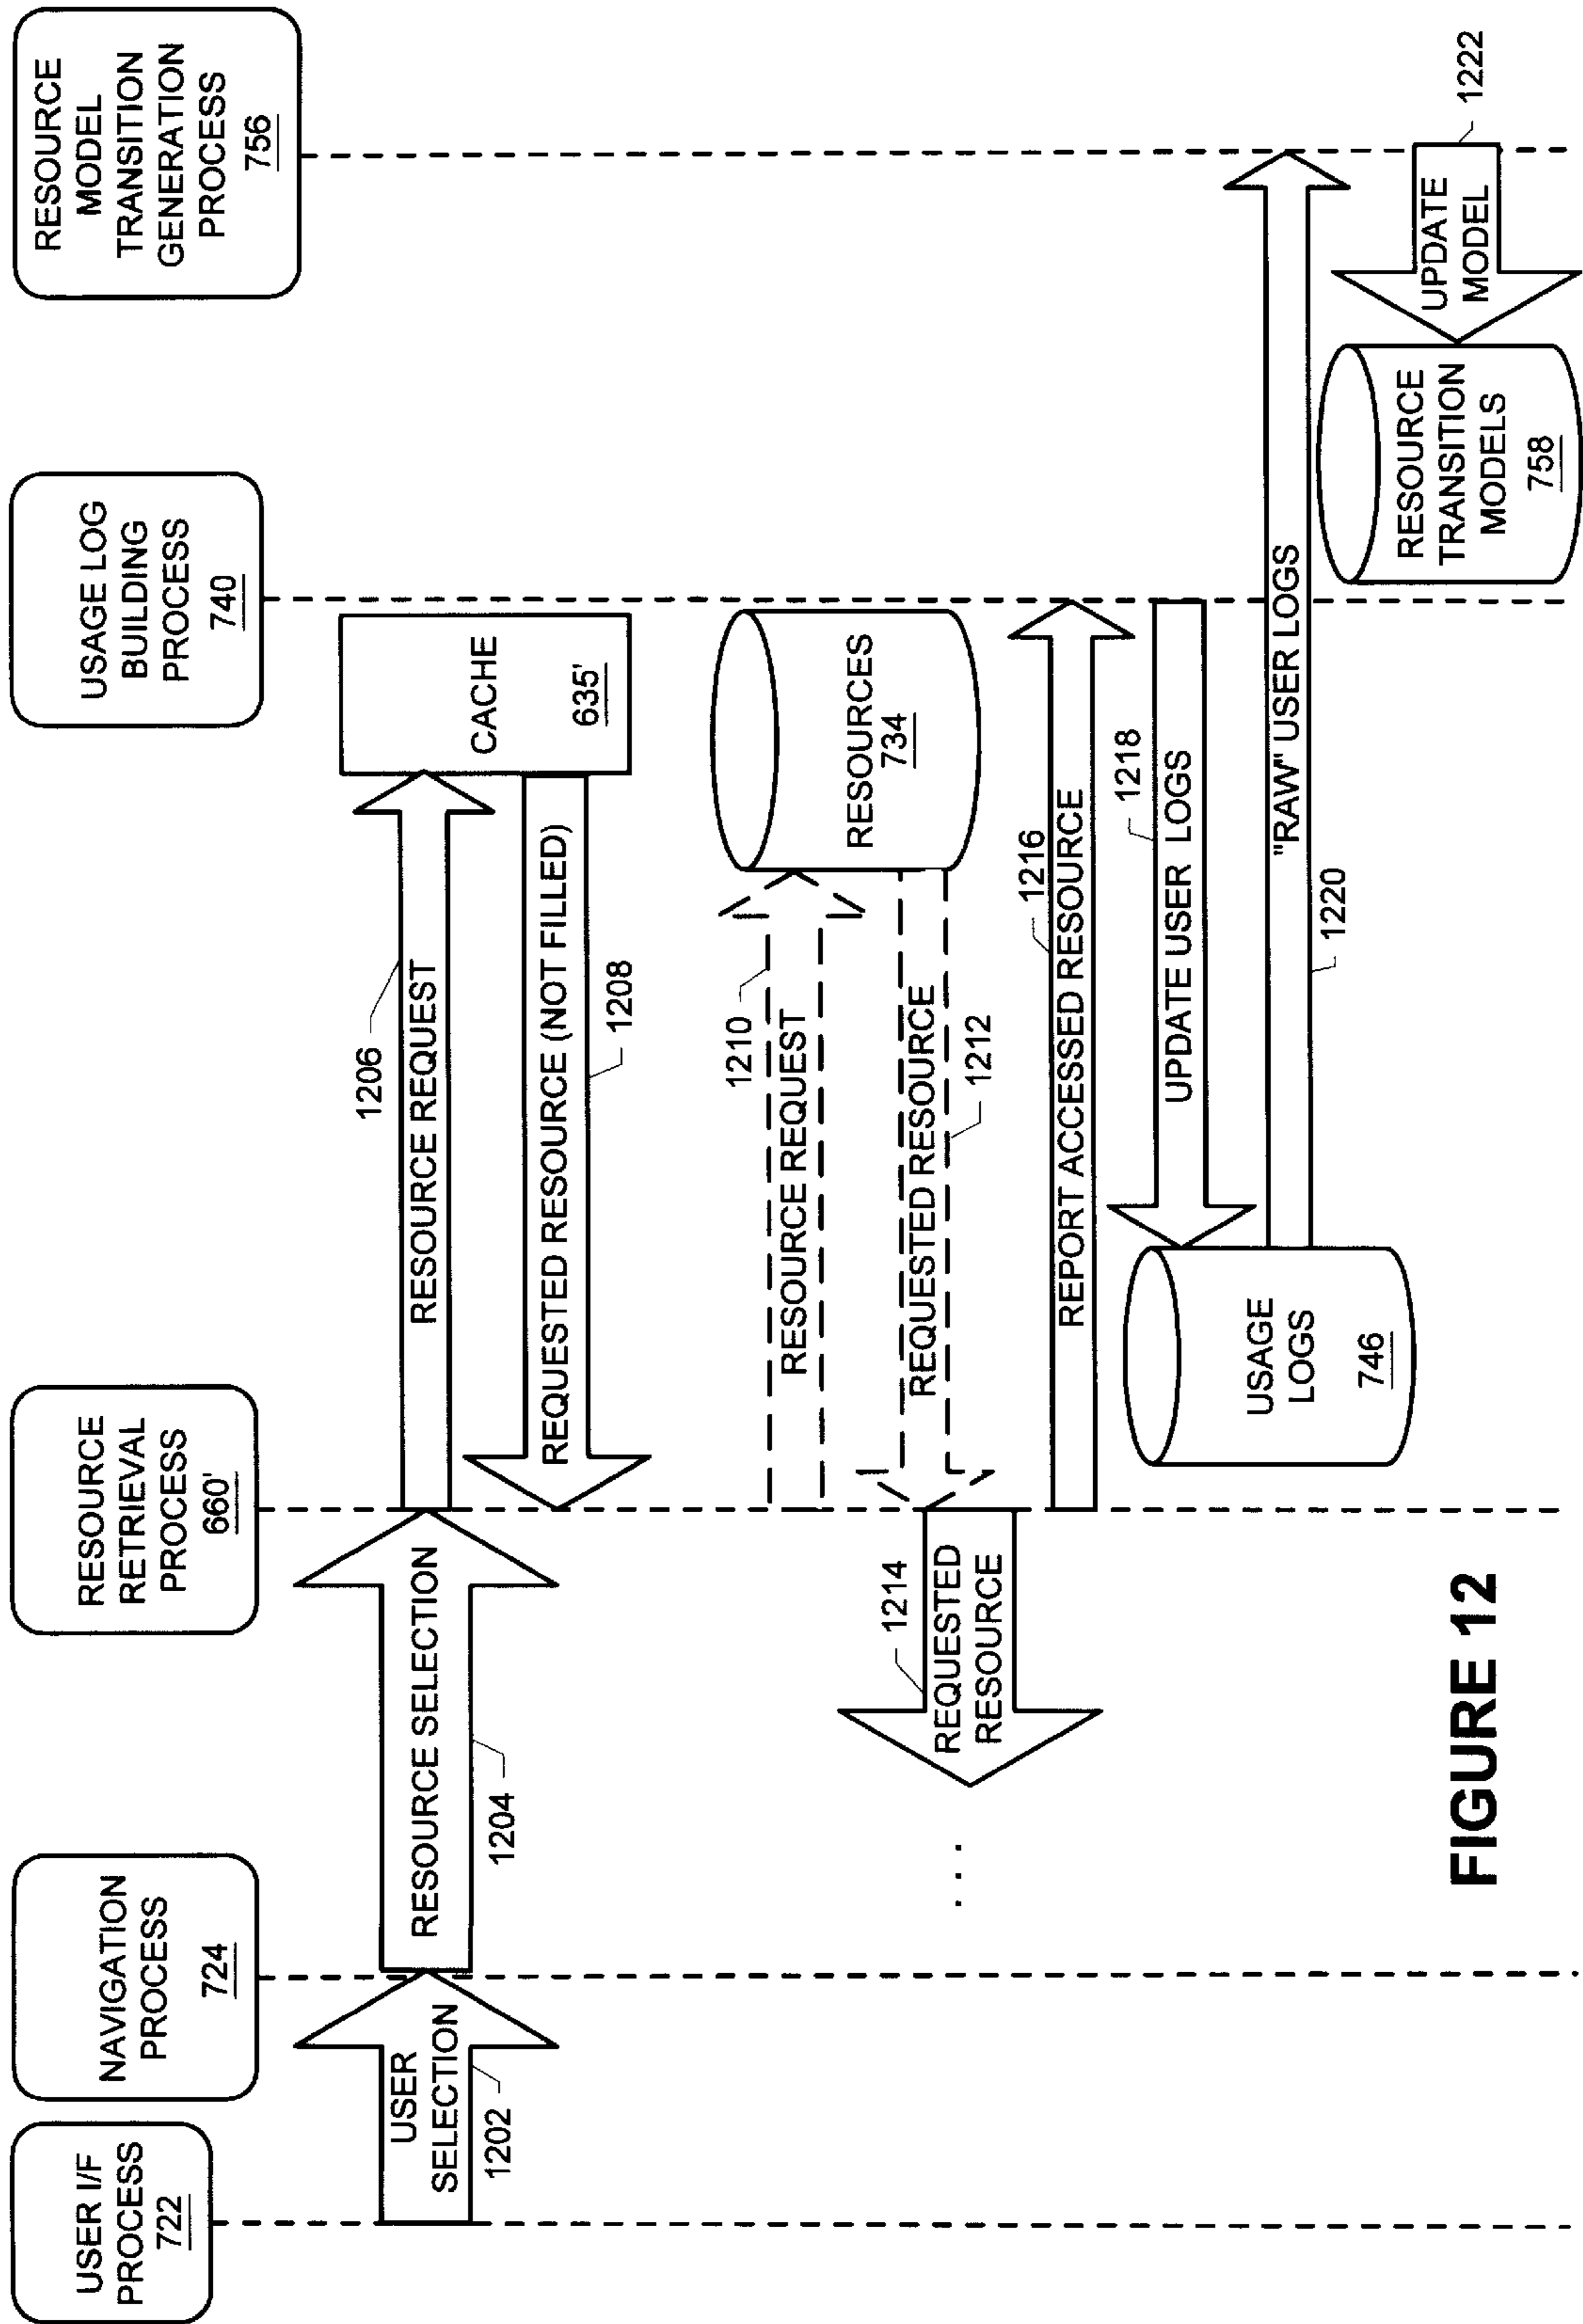 USER I/F
PROCESS
722
NAVIGATION
PROCESS
724
RESOURCE
RETRIEVAL
PROCESS
660'
USAGE LOG
BUILDING
PROCESS
740
RESOURCE
MODEL
TRANSITION
GENERATION
PROCESS
756
USER
SELECTION
1202
RESOURCE SELECTION
1204
1206
RESOURCE REQUEST
CACHE
635'
REQUESTED RESOURCE (NOT FILLED)
1208
1210
RESOURCE REQUEST
RESOURCES
734
REQUESTED RESOURCE
1212
1214
REQUESTED
RESOURCE
. . .
1216
REPORT ACCESSED RESOURCE
1218
UPDATE USER LOGS
USAGE
LOGS
746
"RAW" USER LOGS
1220
UPDATE
MODEL
1222
RESOURCE
TRANSITION
MODELS
758
FIGURE 12